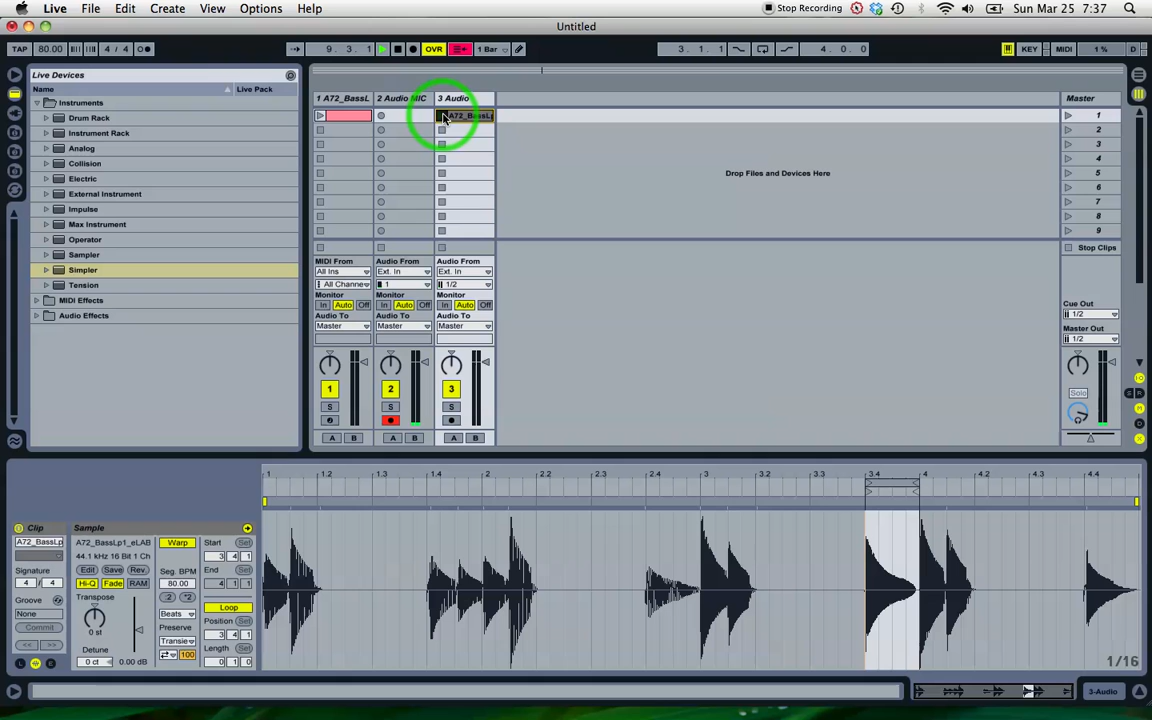 Live File Edit Create View Options Help Stop Recording Sun Mar 25 7:37
Untitled
TAP 80.00 4 / 4 9. 3. 1 OVR 1 Bar 3. 1. 1 4. 0. 0 KEY MIDI 1 % D
Live Devices
Name Live Pack
Instruments
Drum Rack
Instrument Rack
Analog
Collision
Electric
External Instrument
Impulse
Max Instrument
Operator
Sampler
Simpler
Tension
MIDI Effects
Audio Effects
1 A72_BassL 2 Audio MIC 3 Audio Master
A72_BassLp 1
2
3
4
5
6
7
8
9
Drop Files and Devices Here
Stop Clips
MIDI From Audio From Audio From
All Ins Ext. In Ext. In
All Channe 1 1/2
Monitor Monitor Monitor
In Auto Off In Auto Off In Auto Off
Audio To Audio To Audio To
Master Master Master
Cue Out
1/2
Master Out
1/2
1 2 3 Solo
S S S
A B A B A B
1 1.2 1.3 1.4 2 2.2 2.4 3 3.2 3.3 3.4 4 4.2 4.3 4.4
Clip Sample
A72_BassLp A72_BassLp1_eLAB Warp Start Set
44.1 kHz 16 Bit 1 Ch 3 4 1
Signature Edit Save Rev. Seg. BPM End Set
4 / 4 Hi-Q Fade RAM 80.00 4 1 1
Groove Transpose :2 *2 Loop
None Beats Position Set
Commit 0 st Preserve 3 4 1
<< >> Detune Transie Length Set
L E 0 ct 0.00 dB 100 0 1 0
1/16
3-Audio